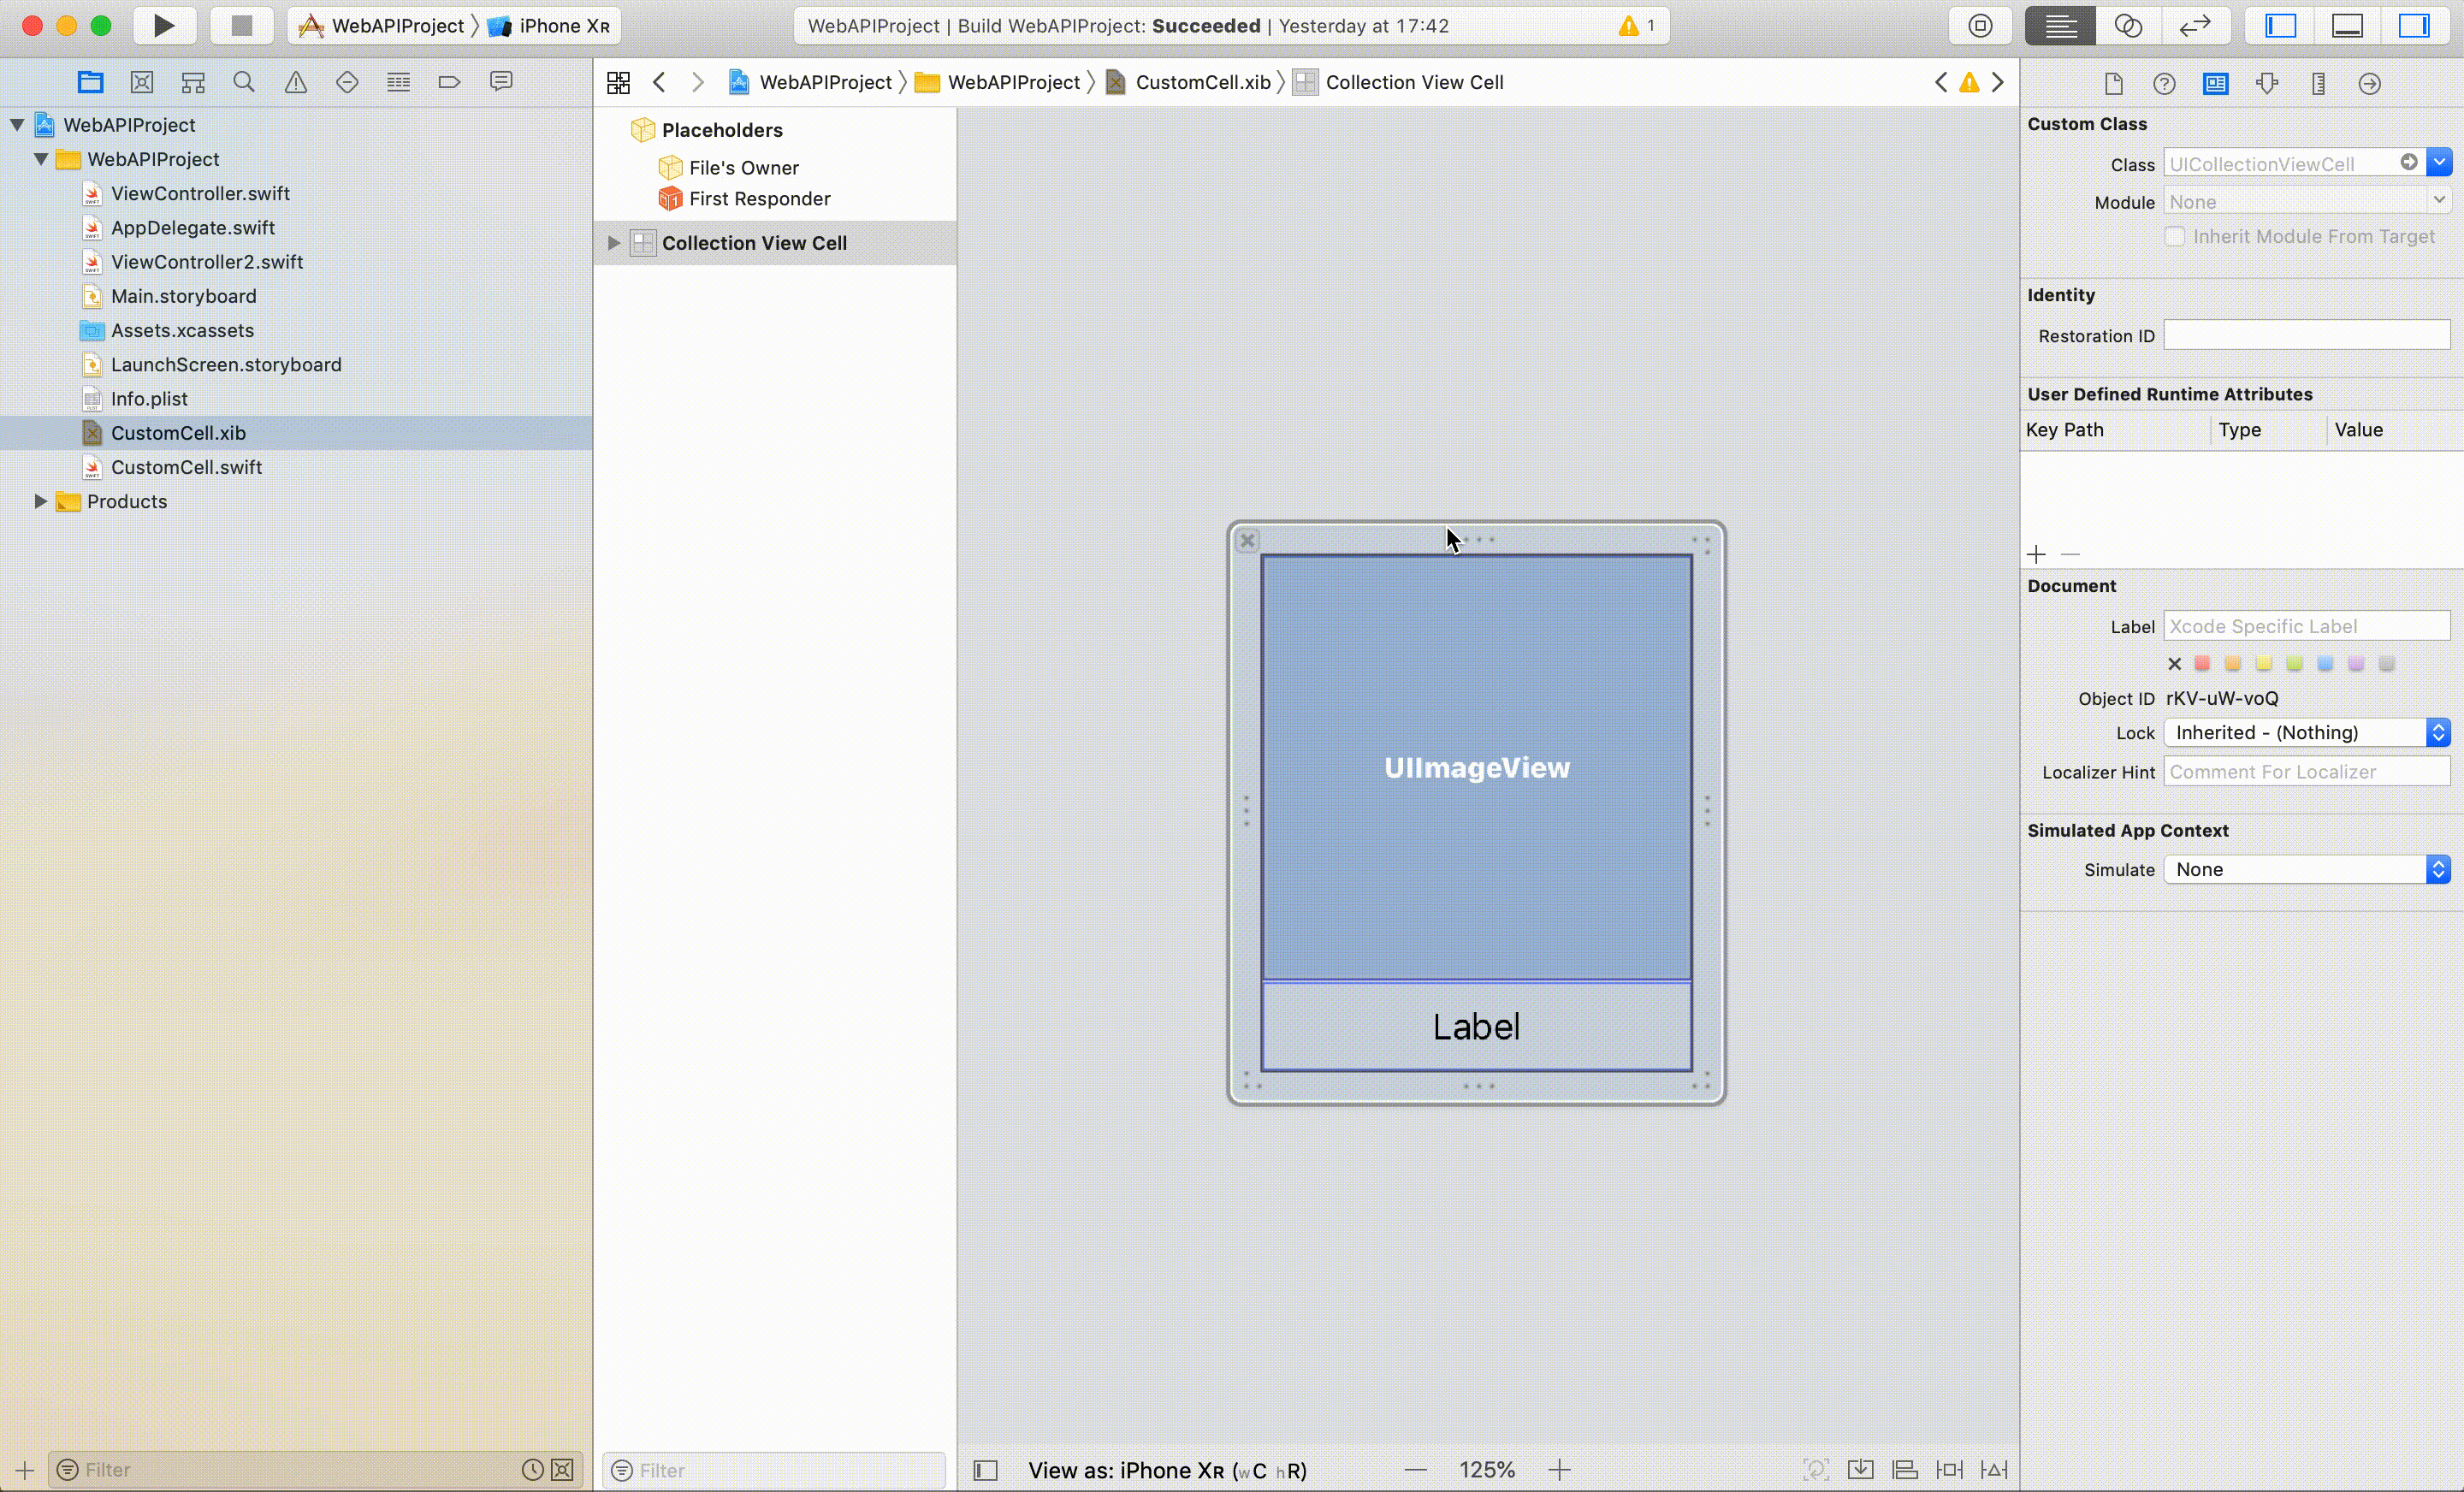 WebAPIProject 〉 iPhone XR
WebAPIProject | Build WebAPIProject: Succeeded | Yesterday at 17:42
1
WebAPIProject 〉 WebAPIProject 〉 CustomCell.xib 〉 Collection View Cell
WebAPIProject
WebAPIProject
ViewController.swift
AppDelegate.swift
ViewController2.swift
Main.storyboard
Assets.xcassets
LaunchScreen.storyboard
Info.plist
CustomCell.xib
CustomCell.swift
Products
Filter
Placeholders
File's Owner
First Responder
Collection View Cell
Filter
UIImageView
Label
View as: iPhone XR (wC hR)
125%
Custom Class
Class UICollectionViewCell
Module None
Inherit Module From Target
Identity
Restoration ID
User Defined Runtime Attributes
Key Path Type Value
Document
Label Xcode Specific Label
Object ID rKV-uW-voQ
Lock Inherited - (Nothing)
Localizer Hint Comment For Localizer
Simulated App Context
Simulate None